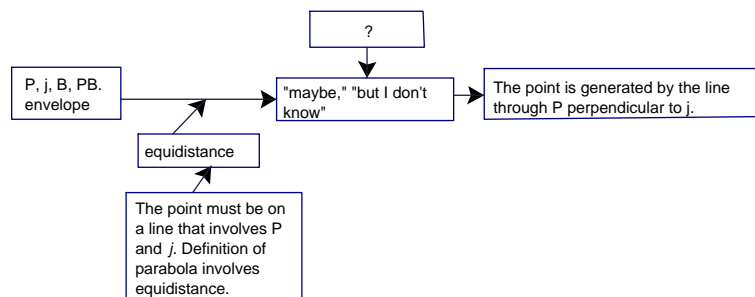 ?
P, j, B, PB.
envelope
"maybe," "but I don't
know"
The point is generated by the line
through P perpendicular to j.
equidistance
The point must be on
a line that involves P
and j. Definition of
parabola involves
equidistance.